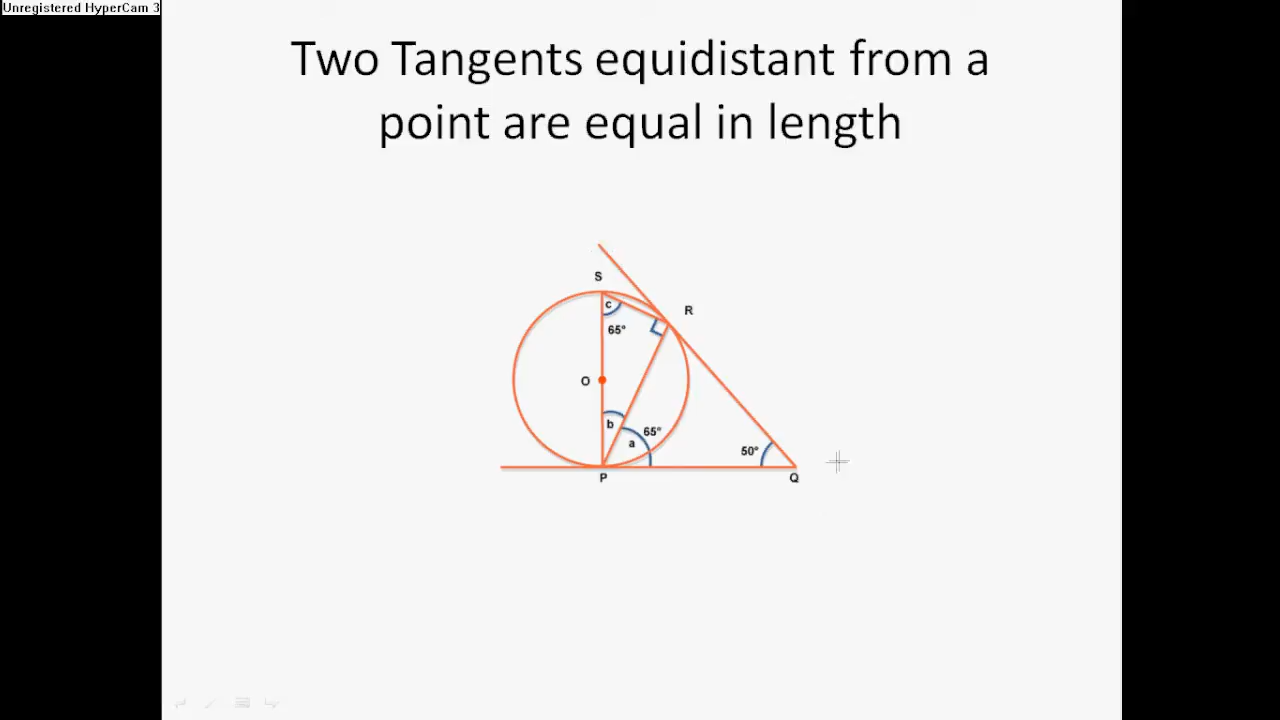 Unregistered HyperCam 3
Two Tangents equidistant from a
point are equal in length
S
c
R
65°
O
b
65°
a
50°
P
Q